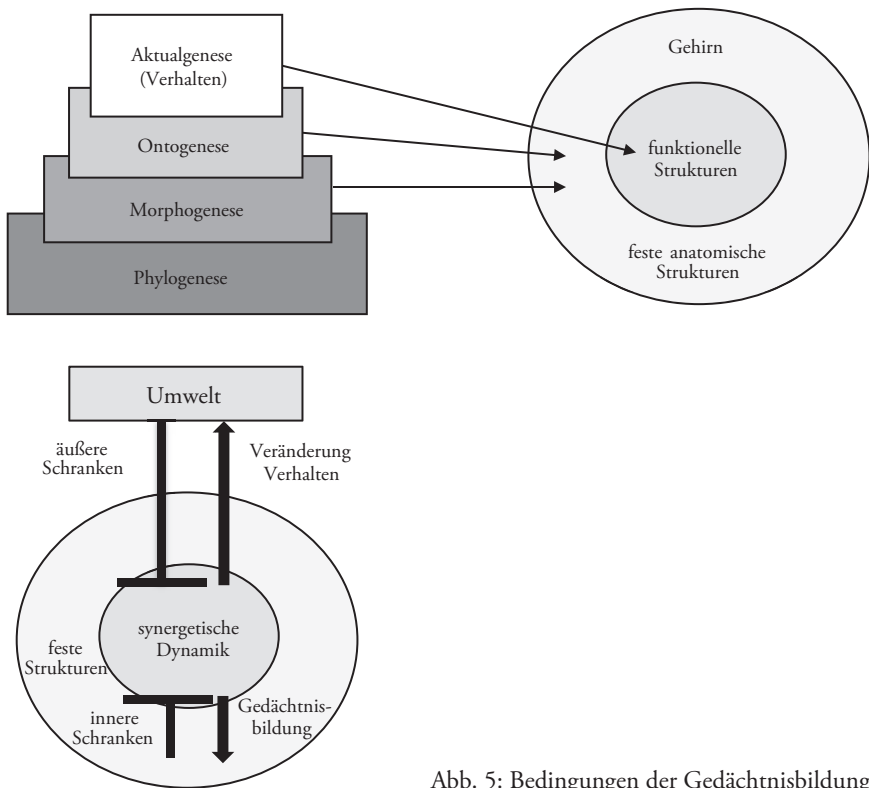 Aktualgenese
(Verhalten)
Ontogenese
Morphogenese
Phylogenese
Gehirn
funktionelle
Strukturen
feste anatomische
Strukturen
Umwelt
äußere
Schranken
Veränderung
Verhalten
synergetische
Dynamik
feste
Strukturen
innere
Schranken
Gedächtnis-
bildung
Abb. 5: Bedingungen der Gedächtnisbildung